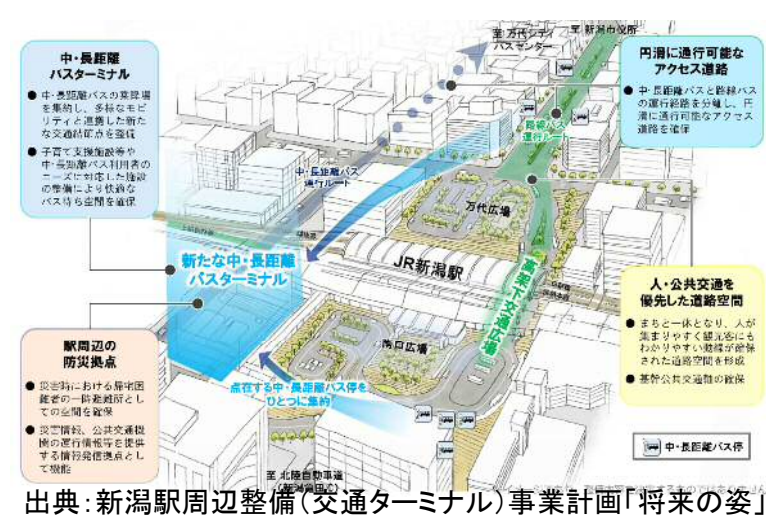 至 万代シティ
バスセンター
至 新潟市役所
中・長距離
バスターミナル
● 中・長距離バスの乗降場
を集約し、多様なモビ
リティと連携した新た
な交通結節点を整備
● 子育て支援施設等や
中・長距離バス利用者の
ニーズに対応した施設
の整備により快適な
バス待ち空間を確保
円滑に通行可能な
アクセス道路
● 中・長距離バスと路線バス
の運行経路を分離し、円
滑に通行可能なアクセス
道路を確保
路線バス
運行ルート
中・長距離バス
運行ルート
万代広場
新たな中・長距離
バスターミナル
JR新潟駅
高架下交通広場
南口広場
人・公共交通を
優先した道路空間
● まちと一体となり、人が
集まりやすく観光客にも
わかりやすい動線が確保
された道路空間を形成
● 基幹公共交通軸の確保
駅周辺の
防災拠点
● 災害時における帰宅困
難者の一時避難所とし
ての空間を確保
● 災害情報、公共交通機
関の運行情報等を提供
する情報発信拠点とし
て機能
点在する中・長距離バス停を
ひとつに集約
中・長距離バス停
至 北陸自動車道
出典：新潟駅周辺整備（交通ターミナル）事業計画「将来の姿」